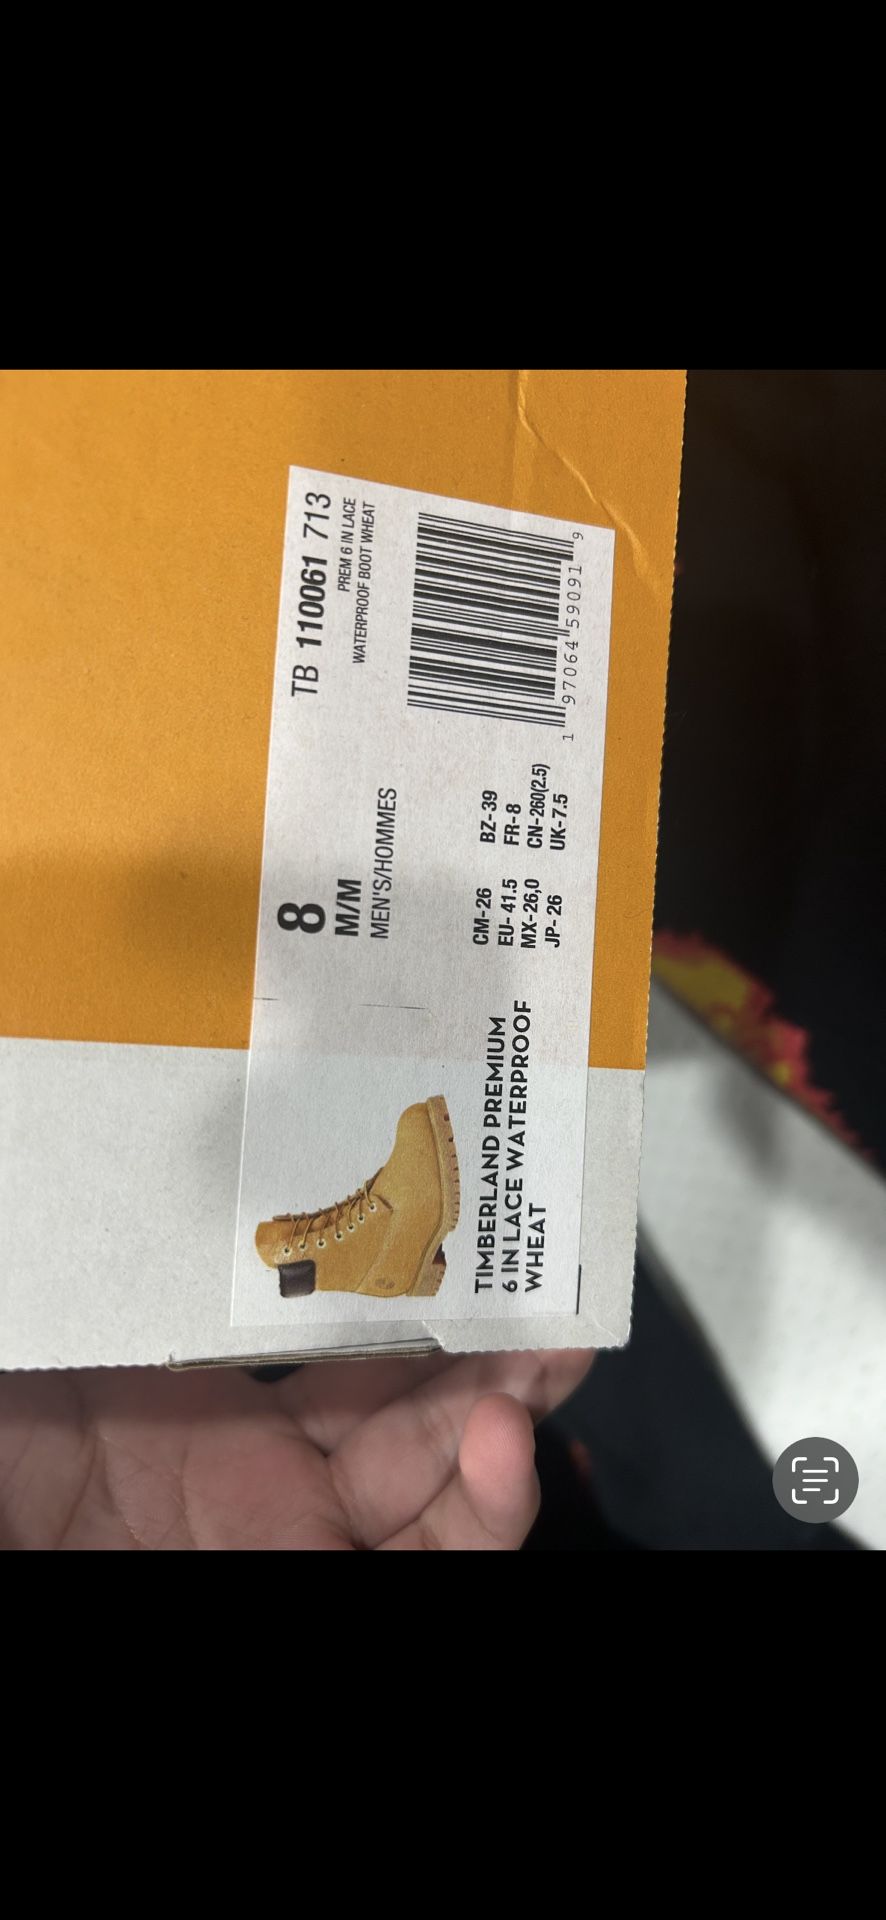 8
M/M
MEN'S/HOMMES
TB 110061 713
PREM 6 IN LACE
WATERPROOF BOOT WHEAT
TIMBERLAND PREMIUM
6 IN LACE WATERPROOF
WHEAT
CM-26 BZ-39
EU-41.5 FR-8
MX-26,0 CN-260(2.5)
JP-26 UK-7.5
1 97064 59091 9